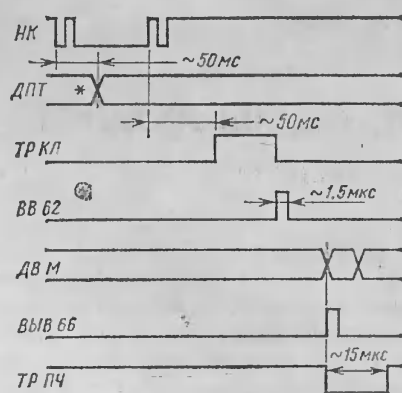 НК
~50мс
ДПТ *
~50мс
ТР КЛ
ВВ 62
~1,5мкс
ДВ М
ВЫВ 66
~15мкс
ТР ПЧ